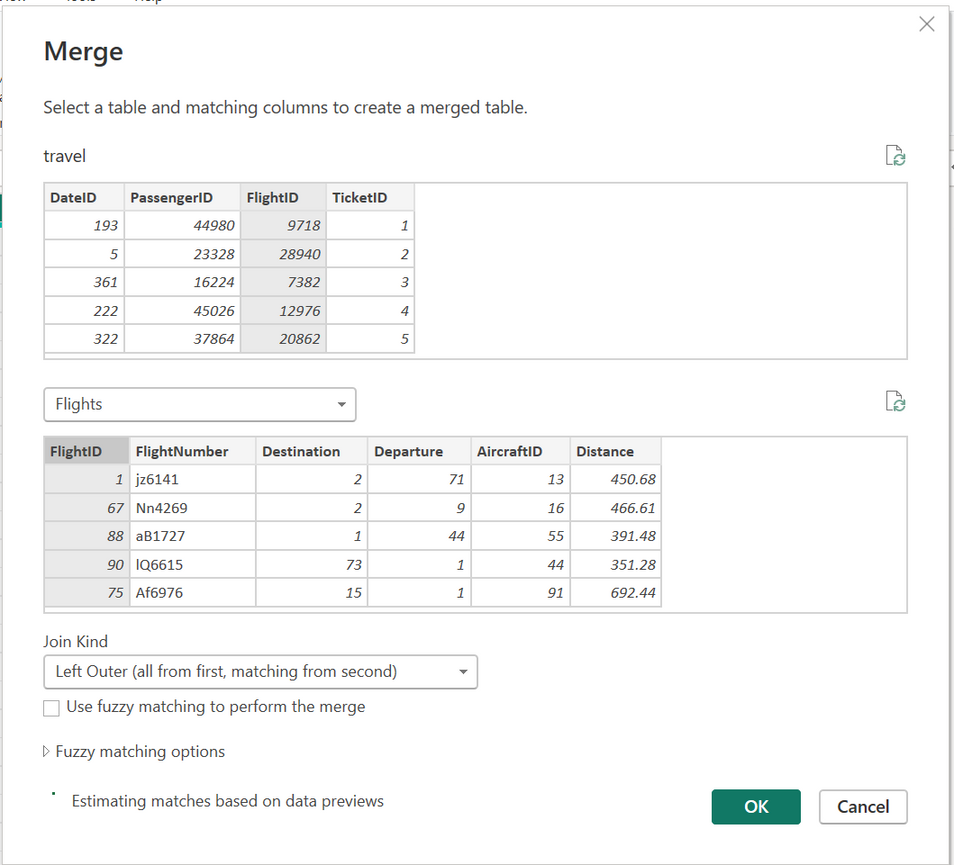 Merge
Select a table and matching columns to create a merged table.
travel
DateID PassengerID FlightID TicketID
193 44980 9718 1
5 23328 28940 2
361 16224 7382 3
222 45026 12976 4
322 37864 20862 5
Flights
FlightID FlightNumber Destination Departure AircraftID Distance
1 jz6141 2 71 13 450.68
67 Nn4269 2 9 16 466.61
88 aB1727 1 44 55 391.48
90 lQ6615 73 1 44 351.28
75 Af6976 15 1 91 692.44
Join Kind
Left Outer (all from first, matching from second)
Use fuzzy matching to perform the merge
Fuzzy matching options
Estimating matches based on data previews
OK Cancel